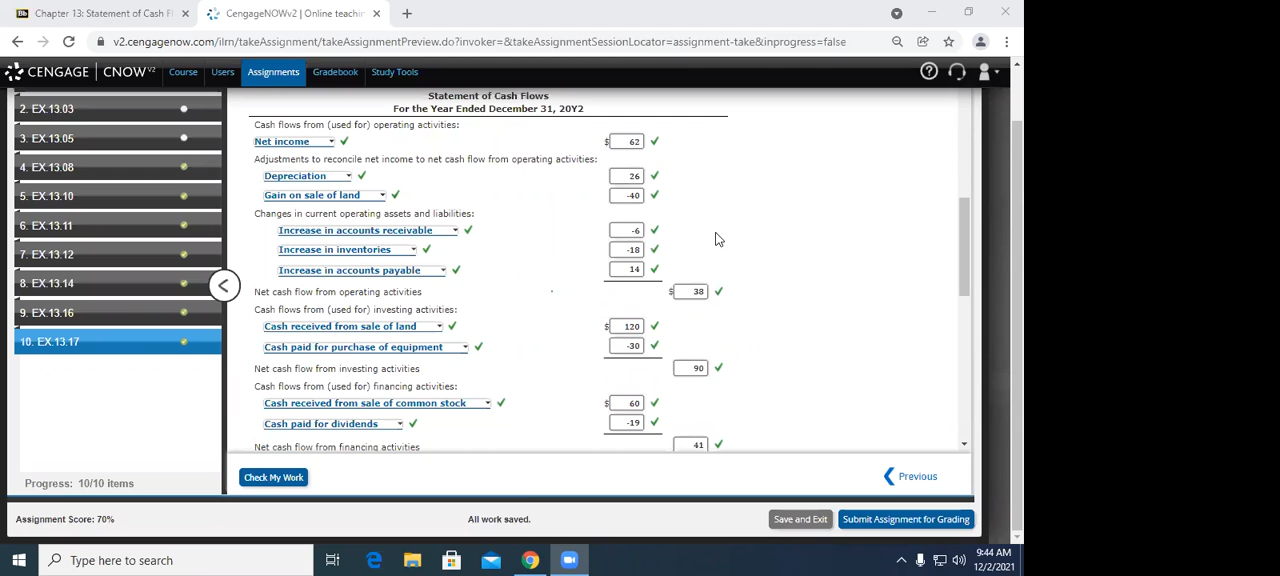 Chapter 13: Statement of Cash Fl
CengageNOWv2 | Online teachin
v2.cengagenow.com/ilrn/takeAssignment/takeAssignmentPreview.do?invoker=&takeAssignmentSessionLocator=assignment-take&inprogress=false
CENGAGE | CNOWV2 Course Users Assignments Gradebook Study Tools
2. EX.13.03
3. EX.13.05
4. EX.13.08
5. EX.13.10
6. EX.13.11
7. EX.13.12
8. EX.13.14
9. EX.13.16
10. EX.13.17
Progress: 10/10 items
Statement of Cash Flows
For the Year Ended December 31, 20Y2
Cash flows from (used for) operating activities:
Net income $ 62
Adjustments to reconcile net income to net cash flow from operating activities:
Depreciation 26
Gain on sale of land -40
Changes in current operating assets and liabilities:
Increase in accounts receivable -6
Increase in inventories -18
Increase in accounts payable 14
Net cash flow from operating activities $ 38
Cash flows from (used for) investing activities:
Cash received from sale of land $ 120
Cash paid for purchase of equipment -30
Net cash flow from investing activities 90
Cash flows from (used for) financing activities:
Cash received from sale of common stock $ 60
Cash paid for dividends -19
Net cash flow from financing activities 41
Check My Work Previous
Assignment Score: 70% All work saved. Save and Exit Submit Assignment for Grading
Type here to search
9:44 AM
12/2/2021